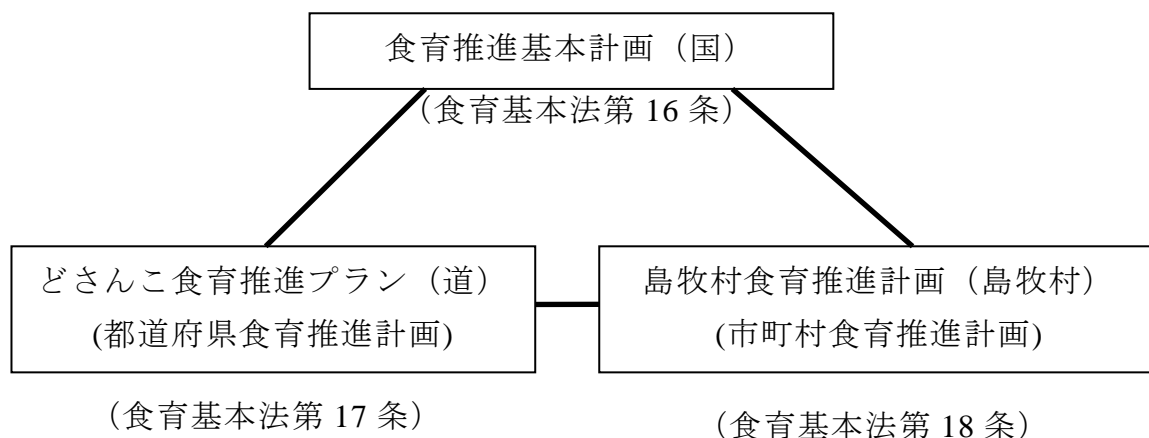 食育推進基本計画（国）
（食育基本法第 16 条）
どさんこ食育推進プラン（道）
(都道府県食育推進計画)
（食育基本法第 17 条）
島牧村食育推進計画（島牧村）
(市町村食育推進計画)
（食育基本法第 18 条）